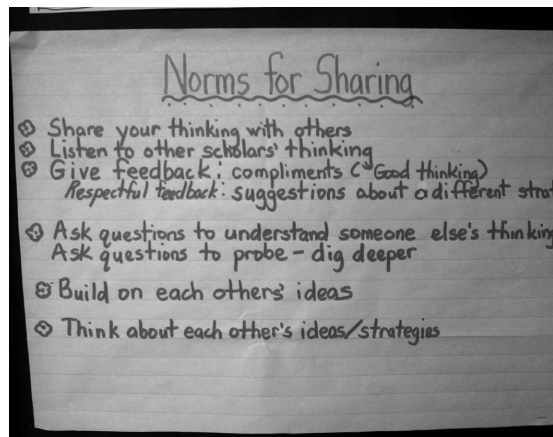 Norms for Sharing
Share your thinking with others
Listen to other scholars' thinking
Give feedback: compliments ("Good thinking)
Respectful feedback: suggestions about a different
Ask questions to understand someone else's thinking
Ask questions to probe - dig deeper
Build on each others' ideas
Think about each other's ideas/strategies